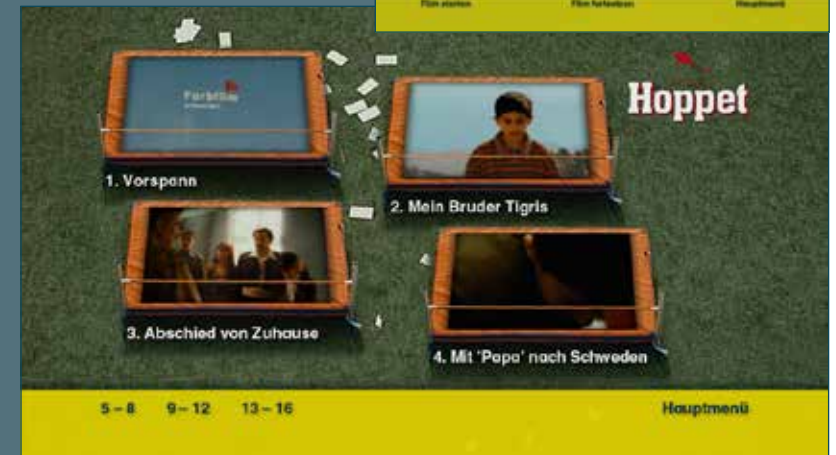 Film starten Film fortsetzen Hauptmenü
Hoppet
Farbfilm
1. Vorspann
2. Mein Bruder Tigris
3. Abschied von Zuhause
4. Mit 'Papa' nach Schweden
5 – 8 9 – 12 13 – 16 Hauptmenü